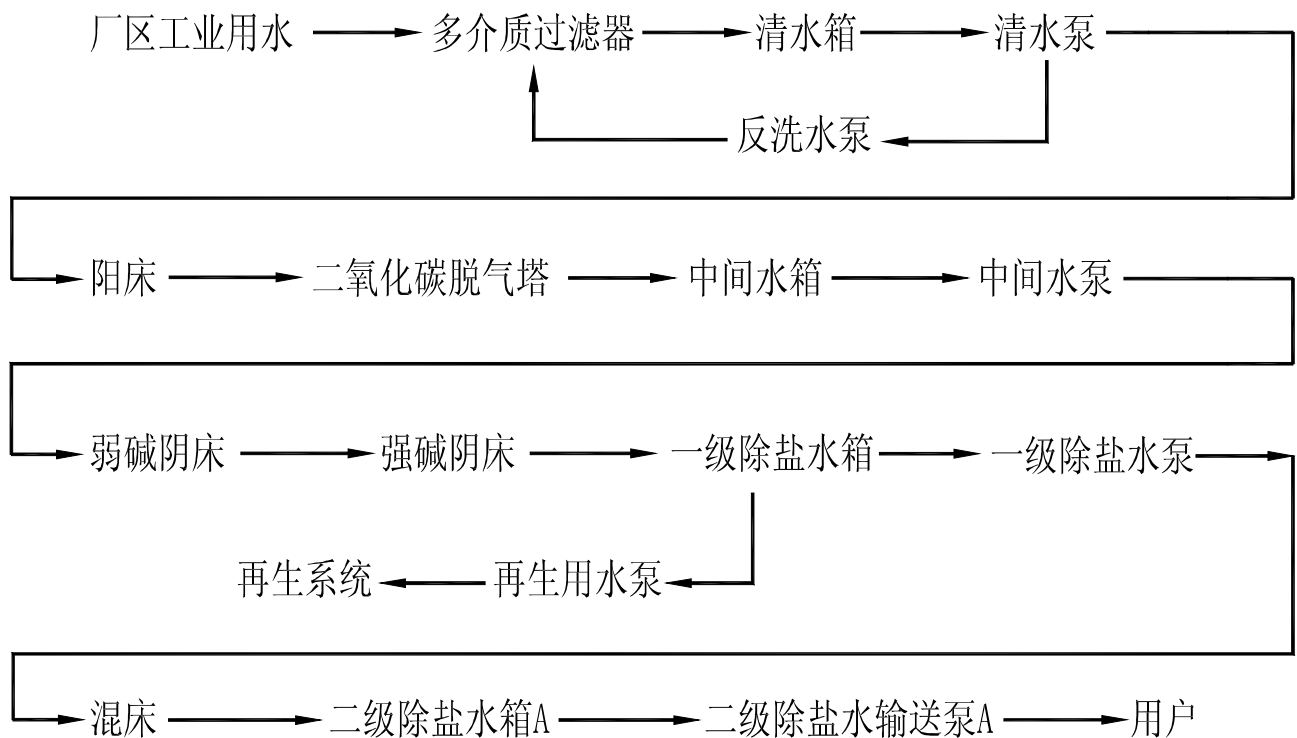 厂区工业用水 多介质过滤器 清水箱 清水泵
反洗水泵
阳床 二氧化碳脱气塔 中间水箱 中间水泵
弱碱阴床 强碱阴床 一级除盐水箱 一级除盐水泵
再生系统 再生用水泵
混床 二级除盐水箱A 二级除盐水输送泵A 用户